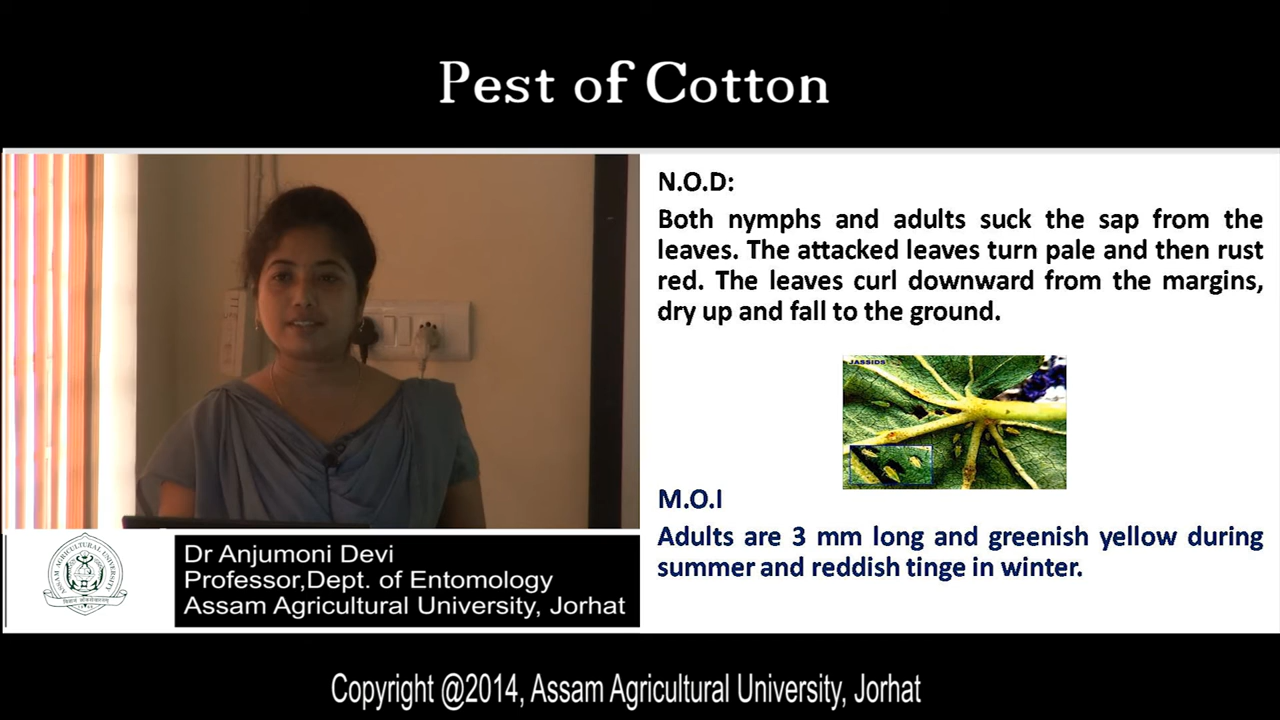 Pest of Cotton
N.O.D:
Both nymphs and adults suck the sap from the
leaves. The attacked leaves turn pale and then rust
red. The leaves curl downward from the margins,
dry up and fall to the ground.
JASSIDS
M.O.I
Adults are 3 mm long and greenish yellow during
summer and reddish tinge in winter.
ASSAM AGRICULTURAL UNIVERSITY
Dr Anjumoni Devi
Professor,Dept. of Entomology
Assam Agricultural University, Jorhat
Copyright @2014, Assam Agricultural University, Jorhat